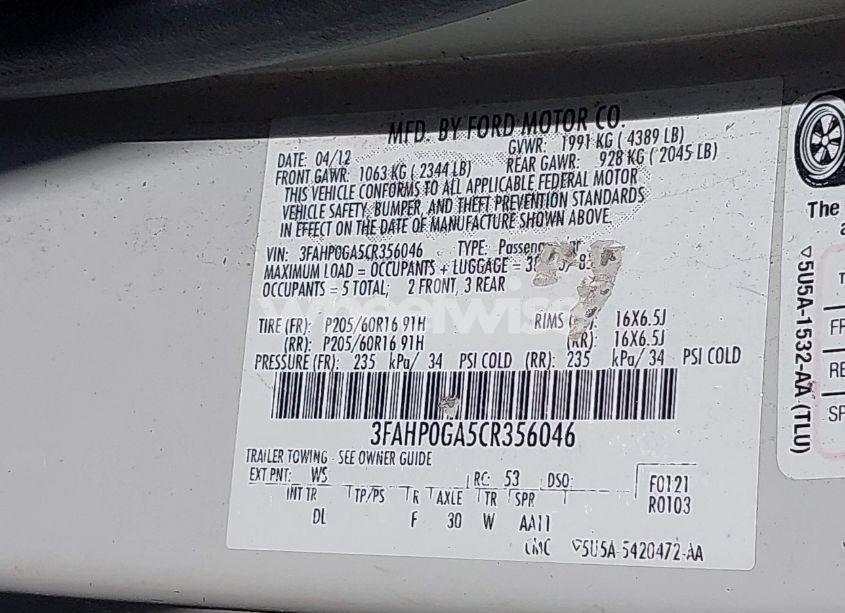 MFD. BY FORD MOTOR CO.
DATE: 04/12 GVWR: 1991 KG ( 4389 LB)
FRONT GAWR: 1063 KG ( 2344 LB) REAR GAWR: 928 KG ( 2045 LB)
THIS VEHICLE CONFORMS TO ALL APPLICABLE FEDERAL MOTOR
VEHICLE SAFETY, BUMPER, AND THEFT PREVENTION STANDARDS
IN EFFECT ON THE DATE OF MANUFACTURE SHOWN ABOVE.
VIN: 3FAHP0GA5CR356046 TYPE:
MAXIMUM LOAD = OCCUPANTS + LUGGAGE =
OCCUPANTS = 5 TOTAL; 2 FRONT, 3 REAR
wheelwiss
TIRE (FR): P205/60R16 91H RIMS 16X6.5J
(RR): P205/60R16 91H RR): 16X6.5J
PRESSURE (FR): 235 kPa/ 34 PSI COLD (RR): 235 kPa/ 34 PSI COLD
3FAHP0GA5CR356046
TRAILER TOWING - SEE OWNER GUIDE
EXT PNT: WS RC: 53 DSO:
INT TR TP/PS R AXLE TR SPR
DL F 30 W AA11
F0121
R0103
CMC 5U5A-5420472-AA
The
5U5A-1532-AA (TLU)